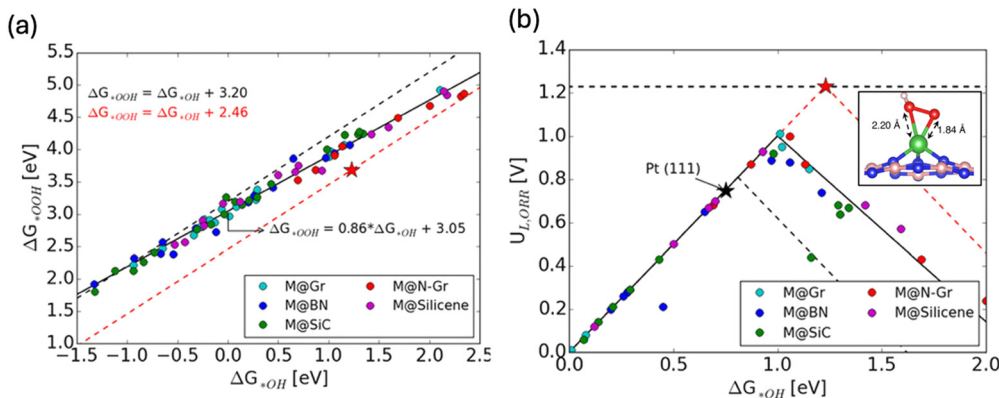 (a)
ΔG*OOH [eV]
5.5
5.0
4.5
4.0
3.5
3.0
2.5
2.0
1.5
1.0
ΔG*OOH = ΔG*OH + 3.20
ΔG*OOH = ΔG*OH + 2.46
ΔG*OOH = 0.86*ΔG*OH + 3.05
M@Gr
M@BN
M@SiC
M@N-Gr
M@Silicene
−1.5 −1.0 −0.5 0.0 0.5 1.0 1.5 2.0 2.5
ΔG*OH [eV]
(b)
UL,ORR [V]
1.4
1.2
1.0
0.8
0.6
0.4
0.2
0.0
2.20 Å
1.84 Å
Pt (111)
M@Gr
M@BN
M@SiC
M@N-Gr
M@Silicene
0.0 0.5 1.0 1.5 2.0
ΔG*OH [eV]